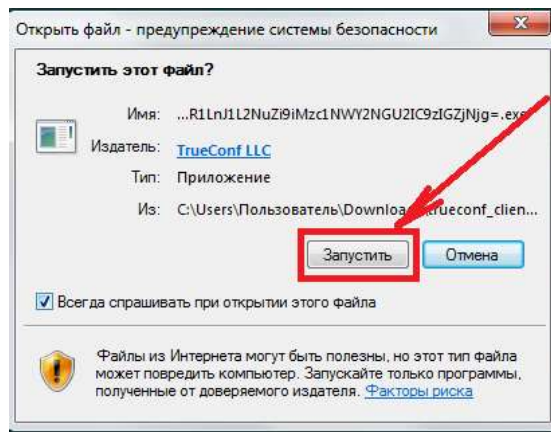 Открыть файл - предупреждение системы безопасности
Запустить этот файл?
Имя: ...R1LnJ1L2NuZi9iMzc1NWY2NGU2IC9zIGZjNjg=.exe
Издатель: TrueConf LLC
Тип: Приложение
Из: C:\Users\Пользователь\Downloads\trueconf_clien...
Запустить Отмена
Всегда спрашивать при открытии этого файла
Файлы из Интернета могут быть полезны, но этот тип файла
может повредить компьютер. Запускайте только программы,
полученные от доверяемого издателя. Факторы риска